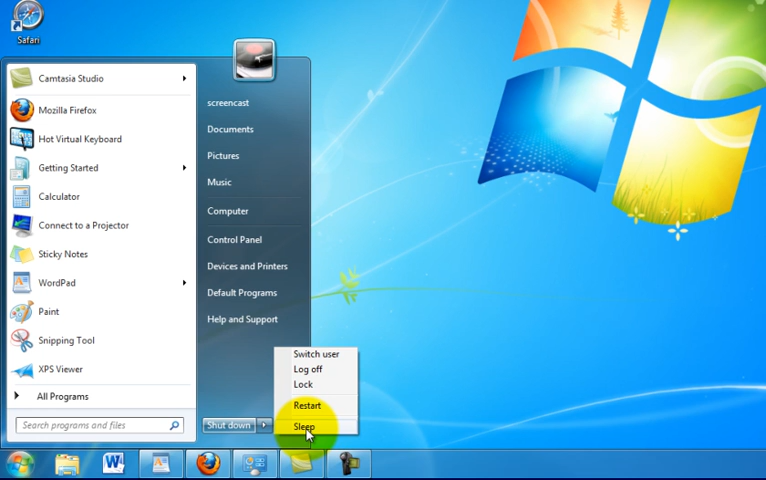 Safari
Camtasia Studio
Mozilla Firefox
Hot Virtual Keyboard
Getting Started
Calculator
Connect to a Projector
Sticky Notes
WordPad
Paint
Snipping Tool
XPS Viewer
All Programs
Search programs and files
screencast
Documents
Pictures
Music
Computer
Control Panel
Devices and Printers
Default Programs
Help and Support
Shut down
Switch user
Log off
Lock
Restart
Sleep